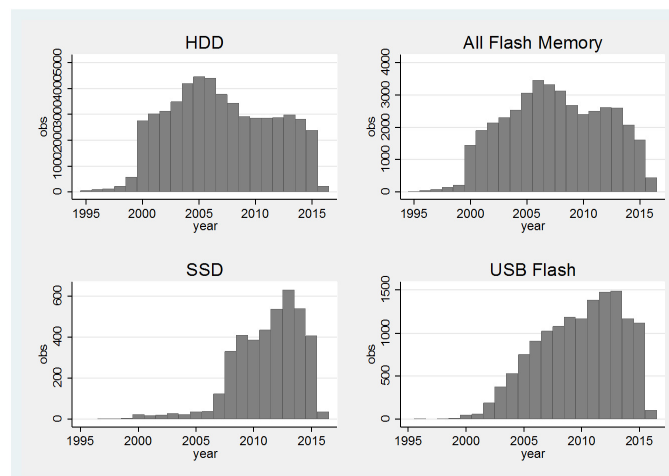 HDD
All Flash Memory
obs
0 1000 2000 3000 4000 5000 6000
1995 2000 2005 2010 2015
year
obs
0 1000 2000 3000 4000
1995 2000 2005 2010 2015
year
SSD
USB Flash
obs
0 200 400 600
1995 2000 2005 2010 2015
year
obs
0 500 1000 1500
1995 2000 2005 2010 2015
year